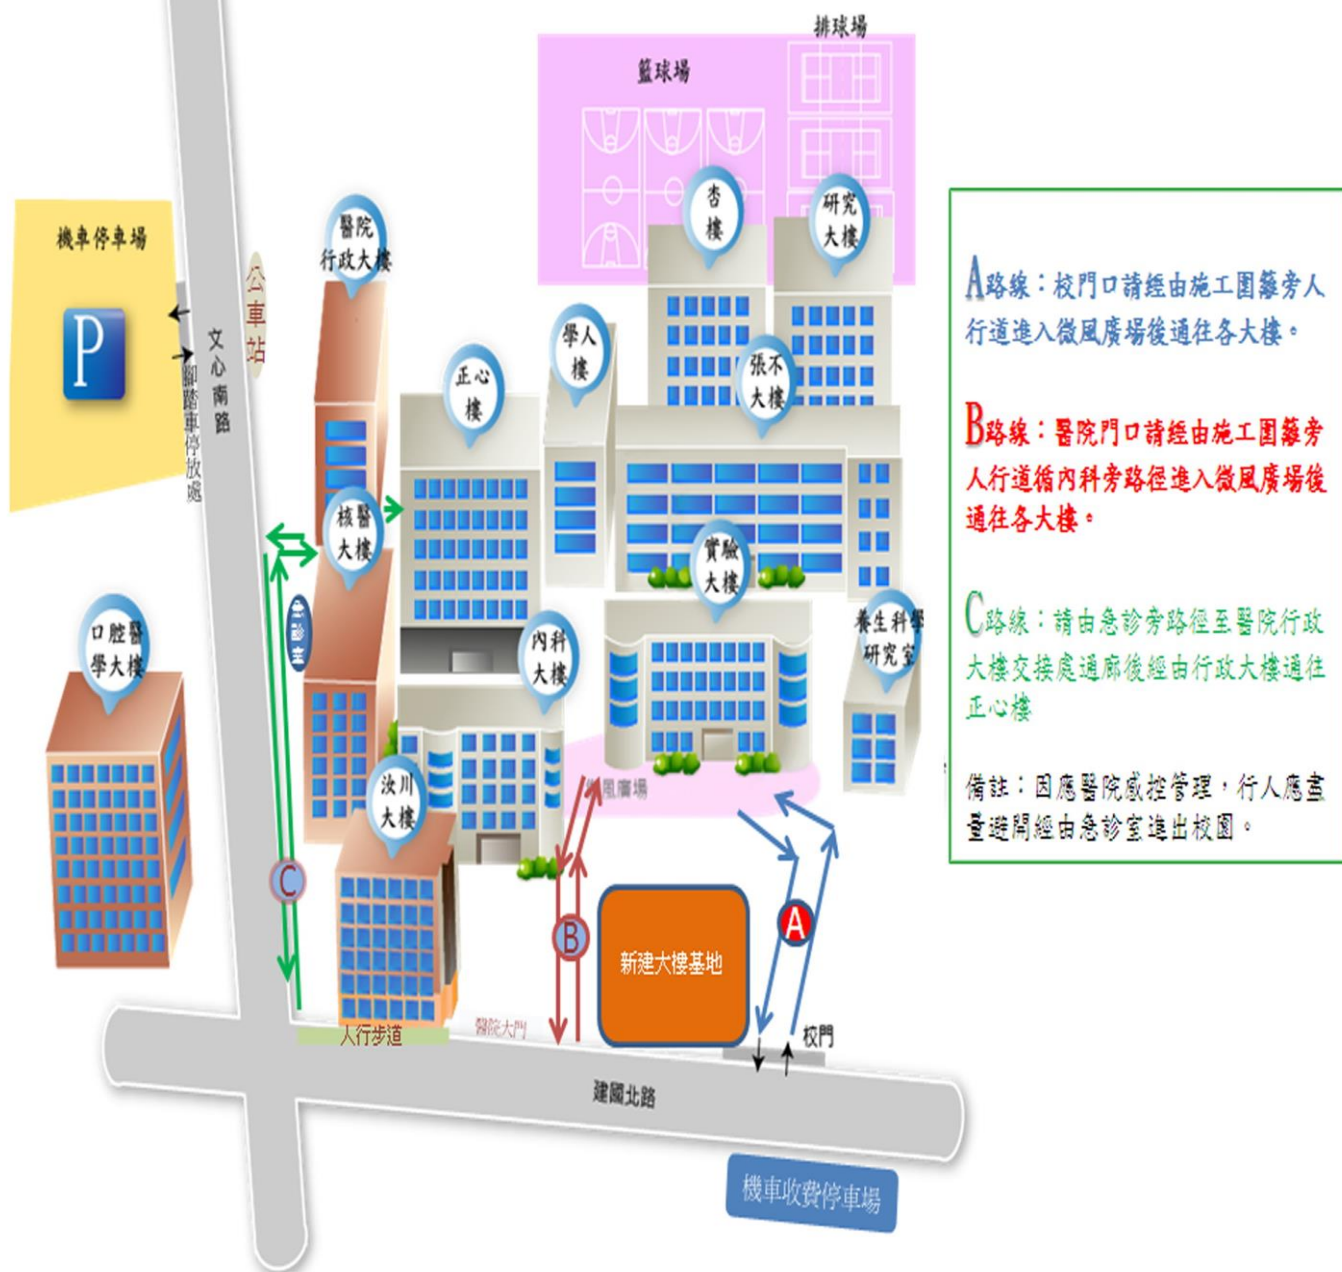 排球場
籃球場
杏
樓
研究
大樓
醫院
行政大樓
機車停車場
P
公車站
文心南路
腳踏車停放處
學人
樓
正心
樓
張不
大樓
核醫
大樓
實驗
大樓
急診室
口腔醫
學大樓
內科
大樓
養生科學
研究室
汝川
大樓
風廣場
C
B
A
新建大樓基地
人行步道
醫院大門
校門
建國北路
機車收費停車場
A路線：校門口請經由施工圍籬旁人
行道進入微風廣場後通往各大樓。
B路線：醫院門口請經由施工圍籬旁
人行道循內科旁路徑進入微風廣場後
通往各大樓。
C路線：請由急診旁路徑至醫院行政
大樓交接處通廊後經由行政大樓通往
正心樓
備註：因應醫院感控管理，行人應盡
量避開經由急診室進出校園。